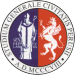 STUDIUM GENERALE CIVITATIS PERUSII
A.D. MCCCVIII